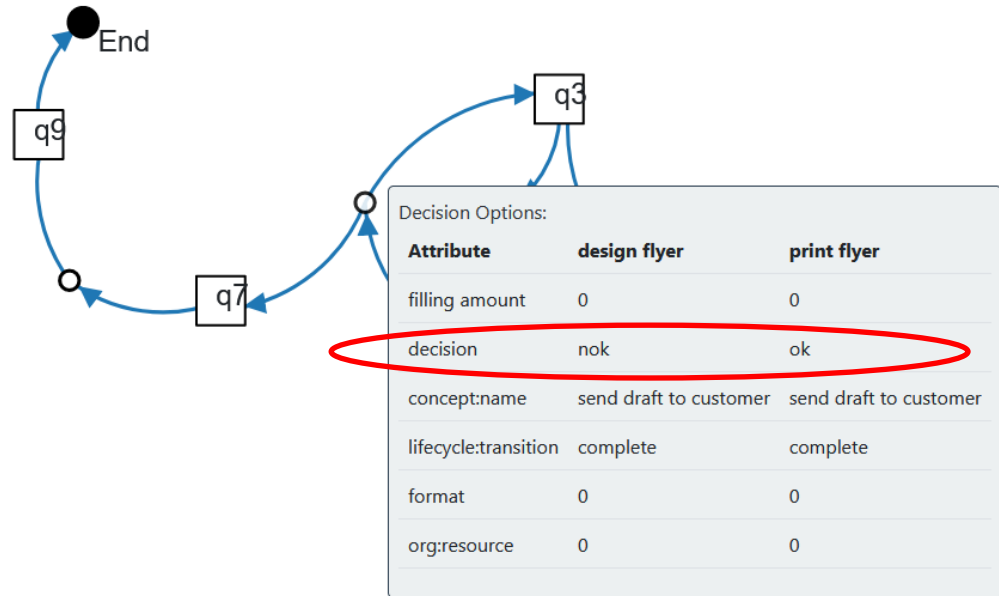 End
q3
q9
q7
Decision Options:
Attribute design flyer print flyer
filling amount 0 0
decision nok ok
concept:name send draft to customer send draft to customer
lifecycle:transition complete complete
format 0 0
org:resource 0 0